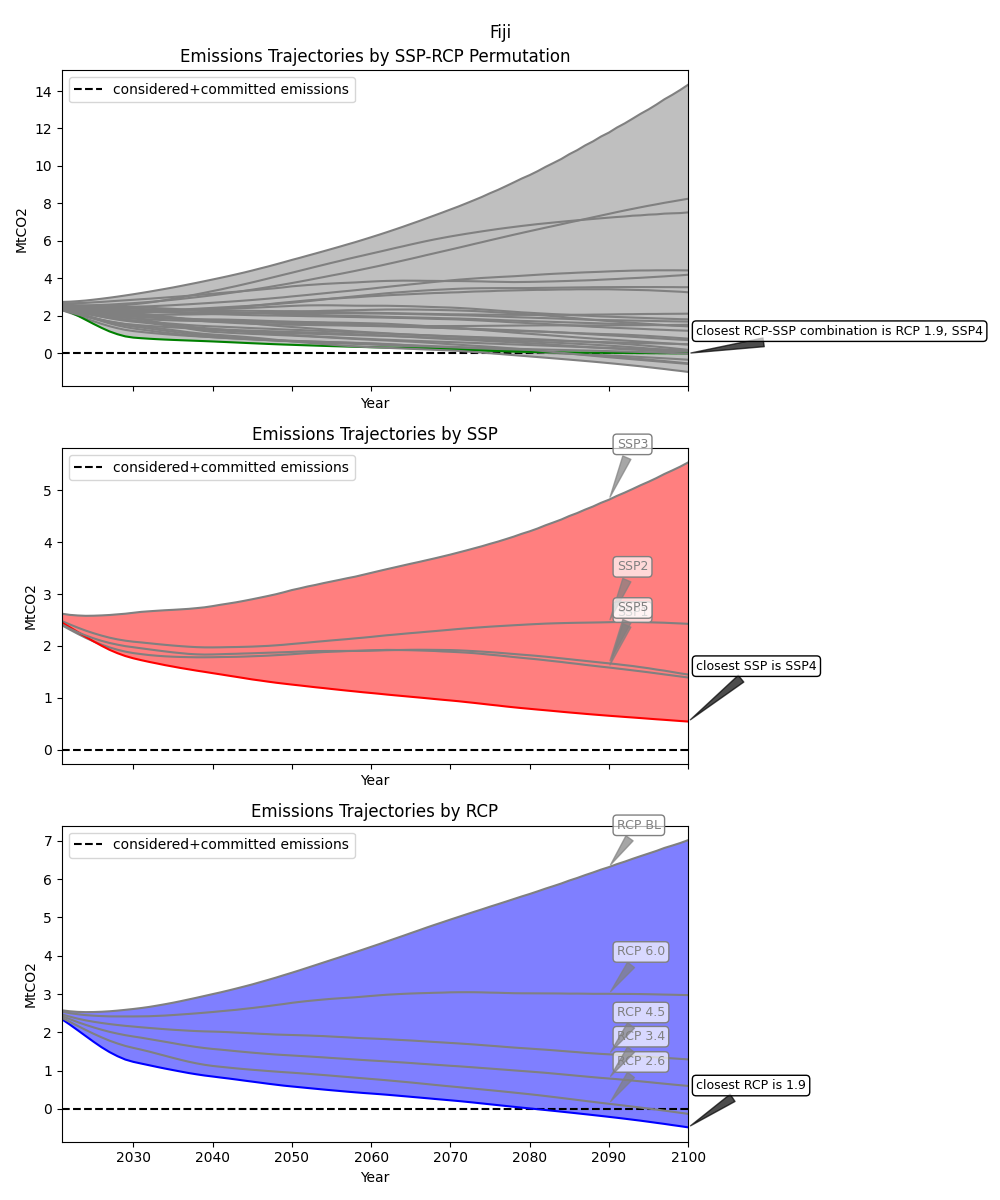 Fiji
Emissions Trajectories by SSP-RCP Permutation
considered+committed emissions
14
12
10
8
6
4
2
0
MtCO2
closest RCP-SSP combination is RCP 1.9, SSP4
Year
Emissions Trajectories by SSP
considered+committed emissions
SSP3
5
4
3
2
1
0
MtCO2
SSP2
SSP5
closest SSP is SSP4
Year
Emissions Trajectories by RCP
considered+committed emissions
RCP BL
7
6
5
4
3
2
1
0
MtCO2
RCP 6.0
RCP 4.5
RCP 3.4
RCP 2.6
closest RCP is 1.9
2030 2040 2050 2060 2070 2080 2090 2100
Year